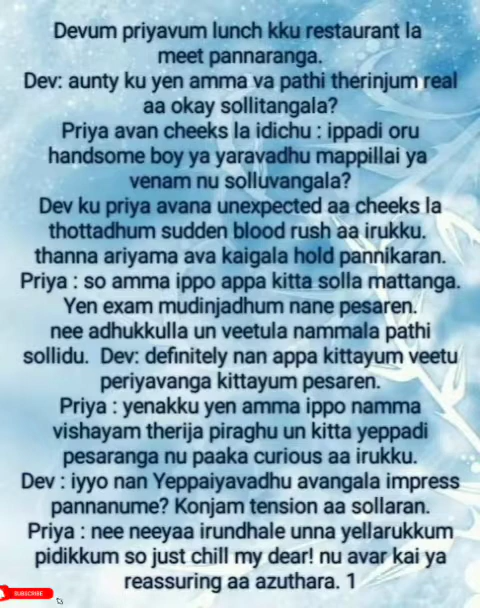 Devum priyavum lunch kku restaurant la
meet pannaranga.
Dev: aunty ku yen amma va pathi therinjum real
aa okay sollitangala?
Priya avan cheeks la idichu : ippadi oru
handsome boy ya yaravadhu mappillai ya
venam nu solluvangala?
Dev ku priya avana unexpected aa cheeks la
thottadhum sudden blood rush aa irukku.
thanna ariyama ava kaigala hold pannikaran.
Priya : so amma ippo appa kitta solla mattanga.
Yen exam mudinjadhum nane pesaren.
nee adhukkulla un veetula nammala pathi
sollidu. Dev: definitely nan appa kittayum veetu
periyavanga kittayum pesaren.
Priya : yenakku yen amma ippo namma
vishayam therija piraghu un kitta yeppadi
pesaranga nu paaka curious aa irukku.
Dev : iyyo nan Yeppaiyavadhu avangala impress
pannanume? Konjam tension aa sollaran.
Priya : nee neeyaa irundhale unna yellarukkum
pidikkum so just chill my dear! nu avar kai ya
reassuring aa azuthara. 1
SUBSCRIBE